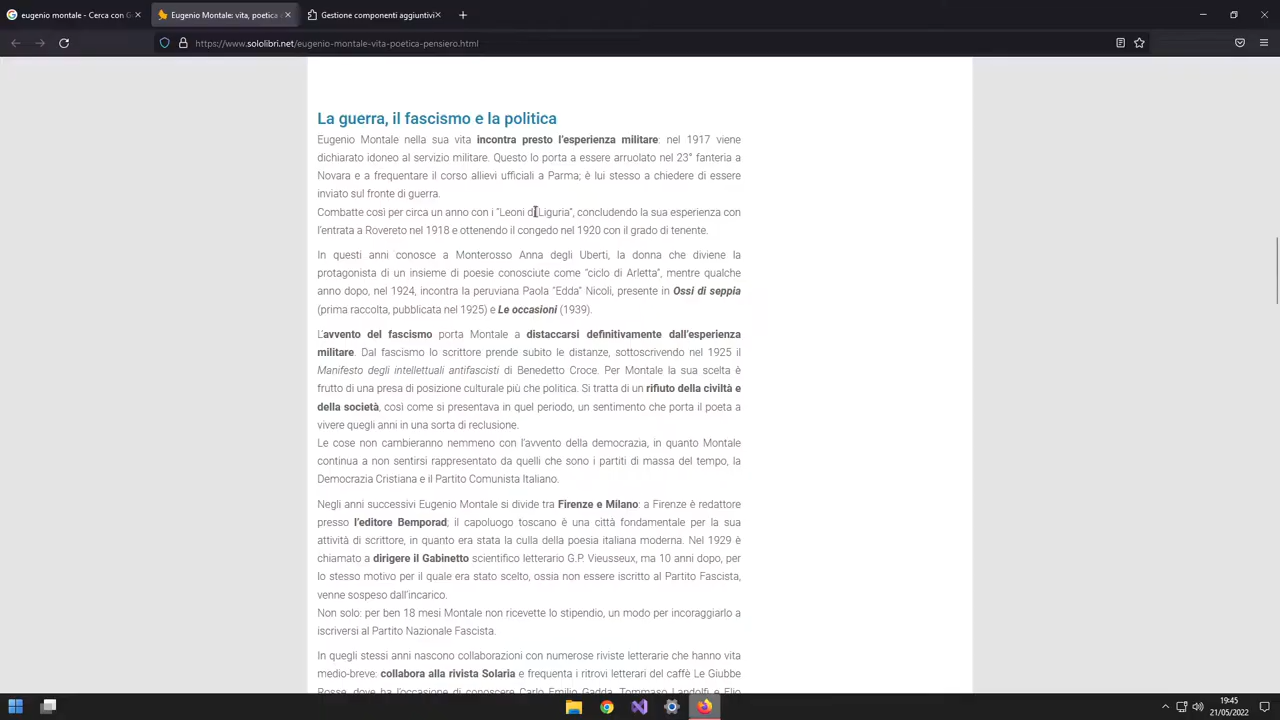 eugenio montale - Cerca con G
Eugenio Montale: vita, poetica e
Gestione componenti aggiuntivi
https://www.sololibri.net/eugenio-montale-vita-poetica-pensiero.html
La guerra, il fascismo e la politica
Eugenio Montale nella sua vita incontra presto l’esperienza militare: nel 1917 viene
dichiarato idoneo al servizio militare. Questo lo porta a essere arruolato nel 23° fanteria a
Novara e a frequentare il corso allievi ufficiali a Parma; è lui stesso a chiedere di essere
inviato sul fronte di guerra.
Combatte così per circa un anno con i “Leoni di Liguria”, concludendo la sua esperienza con
l’entrata a Rovereto nel 1918 e ottenendo il congedo nel 1920 con il grado di tenente.
In questi anni conosce a Monterosso Anna degli Uberti, la donna che diviene la
protagonista di un insieme di poesie conosciute come “ciclo di Arletta”, mentre qualche
anno dopo, nel 1924, incontra la peruviana Paola “Edda” Nicoli, presente in Ossi di seppia
(prima raccolta, pubblicata nel 1925) e Le occasioni (1939).
L’avvento del fascismo porta Montale a distaccarsi definitivamente dall’esperienza
militare. Dal fascismo lo scrittore prende subito le distanze, sottoscrivendo nel 1925 il
Manifesto degli intellettuali antifascisti di Benedetto Croce. Per Montale la sua scelta è
frutto di una presa di posizione culturale più che politica. Si tratta di un rifiuto della civiltà e
della società, così come si presentava in quel periodo, un sentimento che porta il poeta a
vivere quegli anni in una sorta di reclusione.
Le cose non cambieranno nemmeno con l’avvento della democrazia, in quanto Montale
continua a non sentirsi rappresentato da quelli che sono i partiti di massa del tempo, la
Democrazia Cristiana e il Partito Comunista Italiano.
Negli anni successivi Eugenio Montale si divide tra Firenze e Milano: a Firenze è redattore
presso l’editore Bemporad; il capoluogo toscano è una città fondamentale per la sua
attività di scrittore, in quanto era stata la culla della poesia italiana moderna. Nel 1929 è
chiamato a dirigere il Gabinetto scientifico letterario G.P. Vieusseux, ma 10 anni dopo, per
lo stesso motivo per il quale era stato scelto, ossia non essere iscritto al Partito Fascista,
venne sospeso dall’incarico.
Non solo: per ben 18 mesi Montale non ricevette lo stipendio, un modo per incoraggiarlo a
iscriversi al Partito Nazionale Fascista.
In quegli stessi anni nascono collaborazioni con numerose riviste letterarie che hanno vita
medio-breve: collabora alla rivista Solaria e frequenta i ritrovi letterari del caffè Le Giubbe
Rosse, dove ha l’occasione di conoscere Carlo Emilio Gadda, Tommaso Landolfi e Elio
19:45
21/05/2022